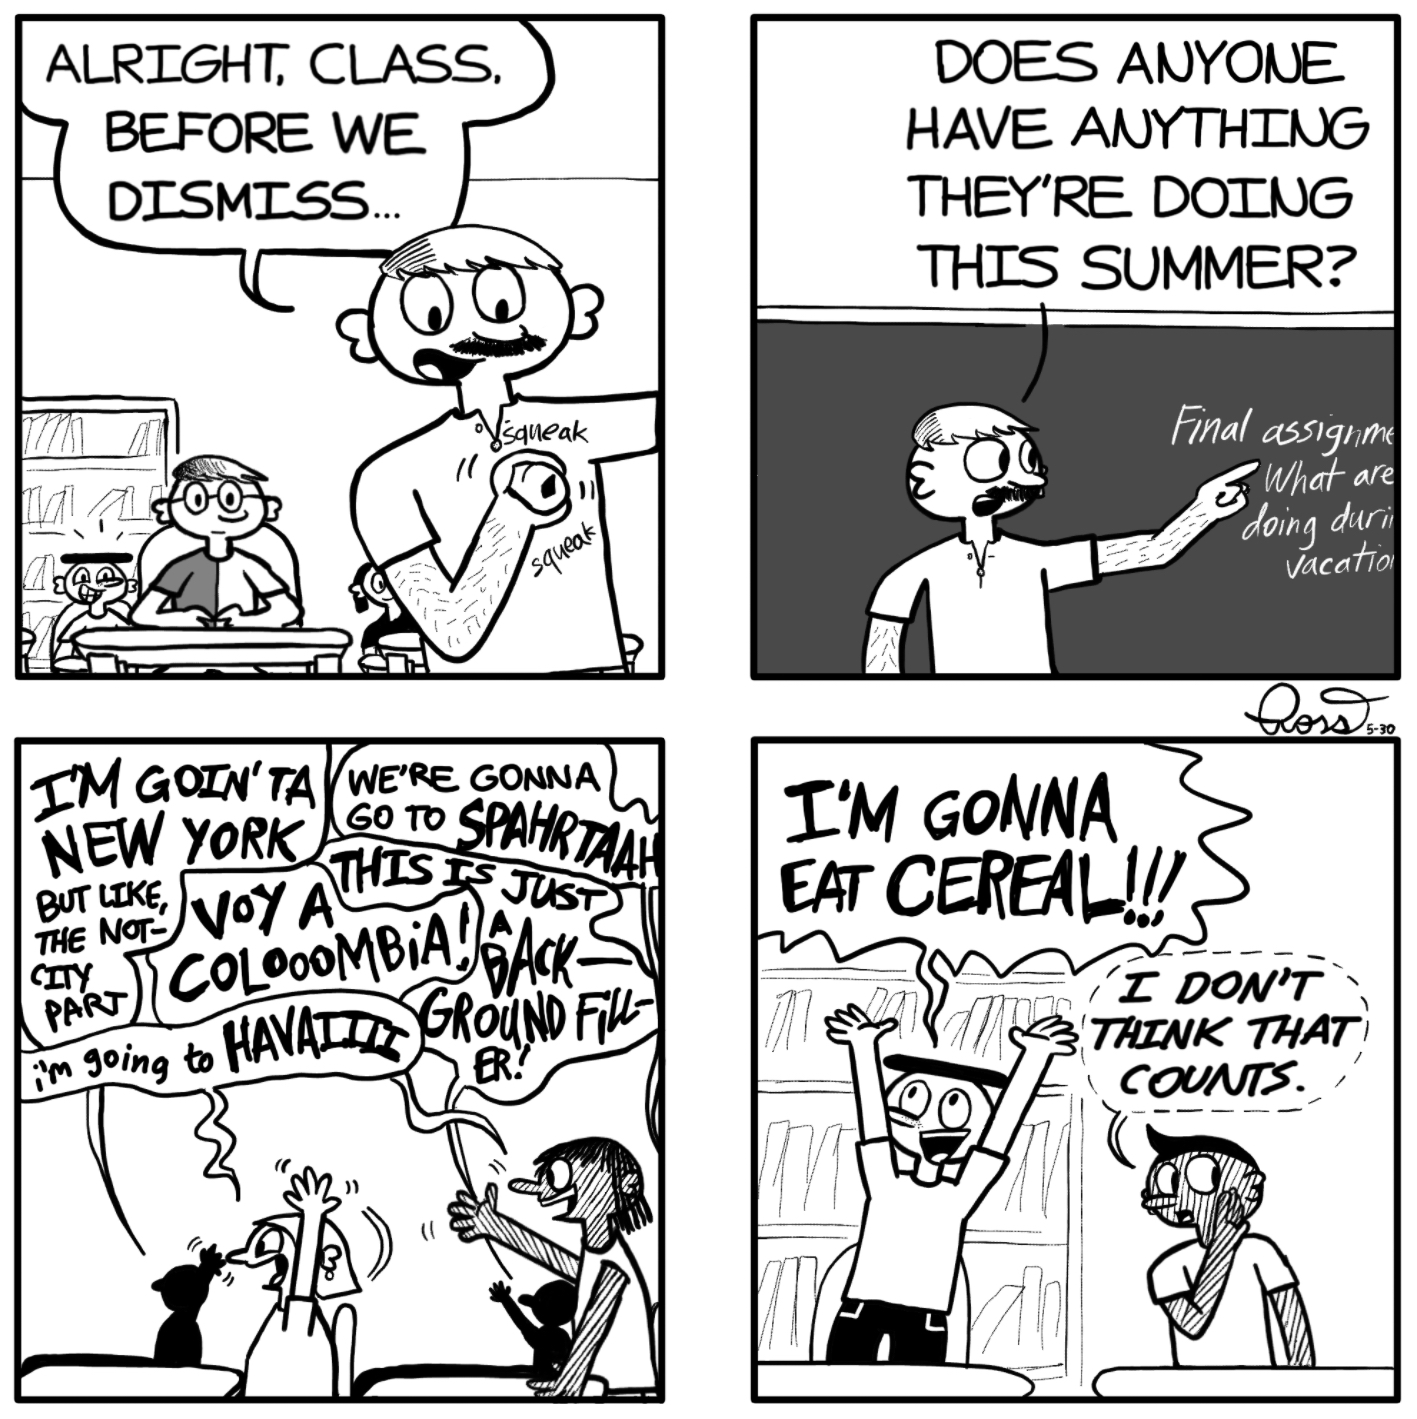 ALRIGHT, CLASS,
BEFORE WE
DISMISS...
squeak
squeak
DOES ANYONE
HAVE ANYTHING
THEY'RE DOING
THIS SUMMER?
Final assignme
What are
doing duri
vacatio
Ross
5-30
I'M GOIN' TA
NEW YORK
BUT LIKE,
THE NOT-
CITY
PART
WE'RE GONNA
GO TO SPAHRTAAH
THIS IS JUST
A
BACK-
GROUND FILL-
ER!
VOY A
COLOOOMBiA!
i'm going to HAVAIIII
I'M GONNA
EAT CEREAL!!!
I DON'T
THINK THAT
COUNTS.